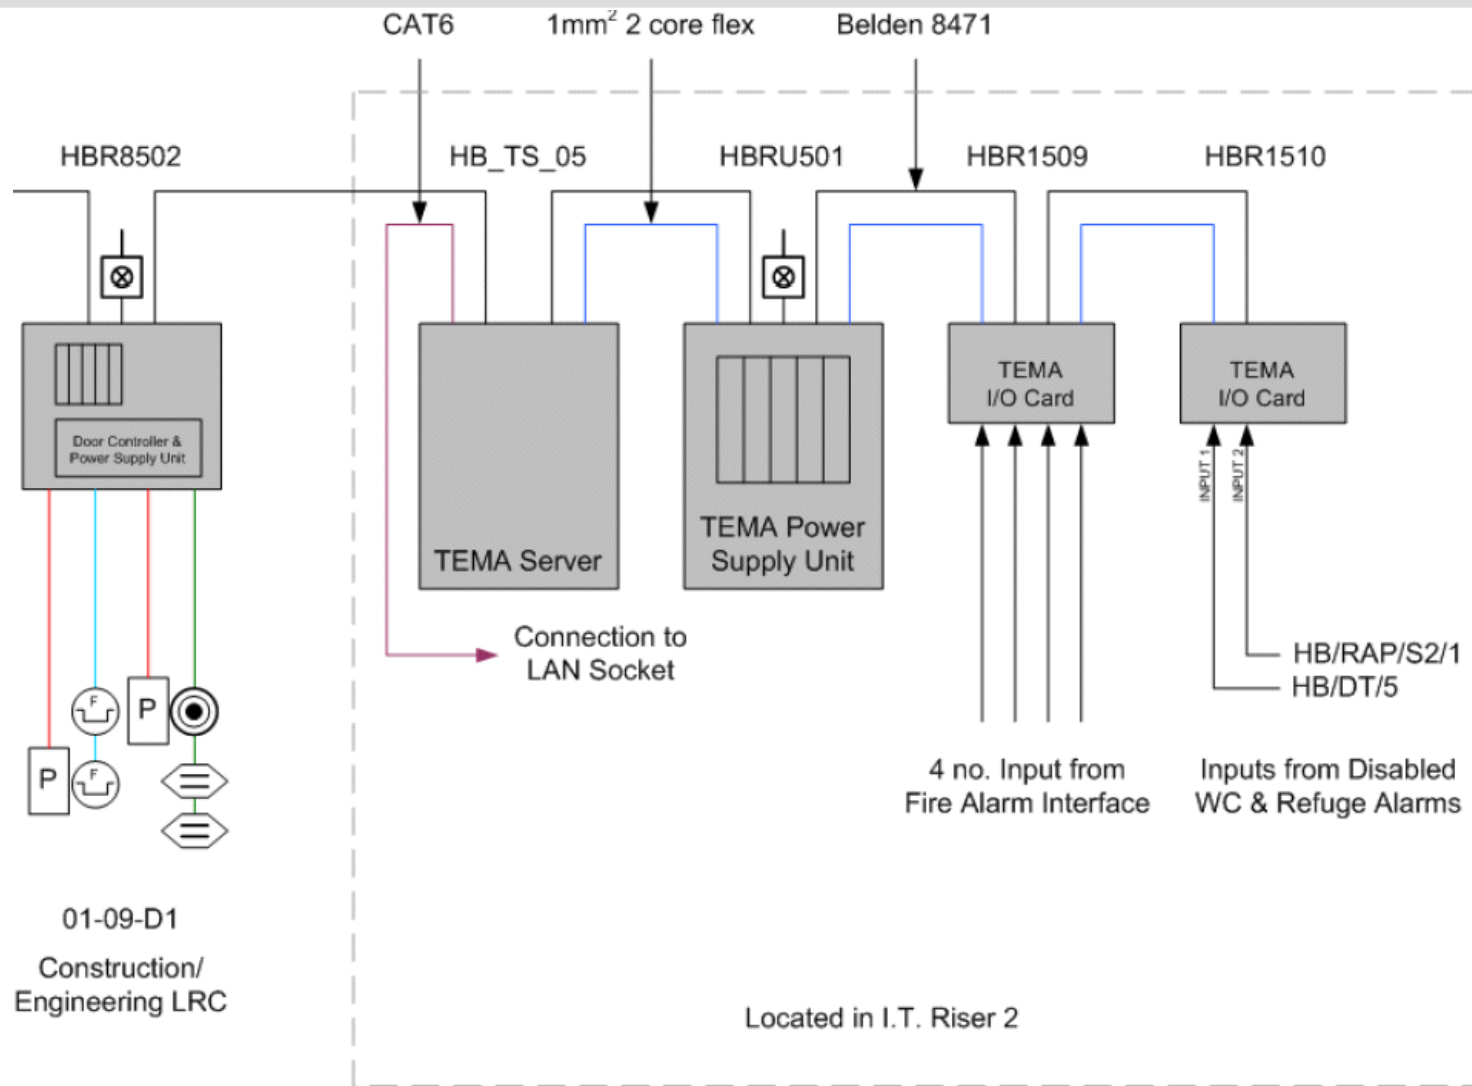 CAT6
1mm² 2 core flex
Belden 8471
HBR8502
HB_TS_05
HBRU501
HBR1509
HBR1510
Door Controller &
Power Supply Unit
TEMA Server
TEMA Power
Supply Unit
TEMA
I/O Card
TEMA
I/O Card
INPUT 1
INPUT 2
F
P
F
P
Connection to
LAN Socket
HB/RAP/S2/1
HB/DT/5
4 no. Input from
Fire Alarm Interface
Inputs from Disabled
WC & Refuge Alarms
01-09-D1
Construction/
Engineering LRC
Located in I.T. Riser 2